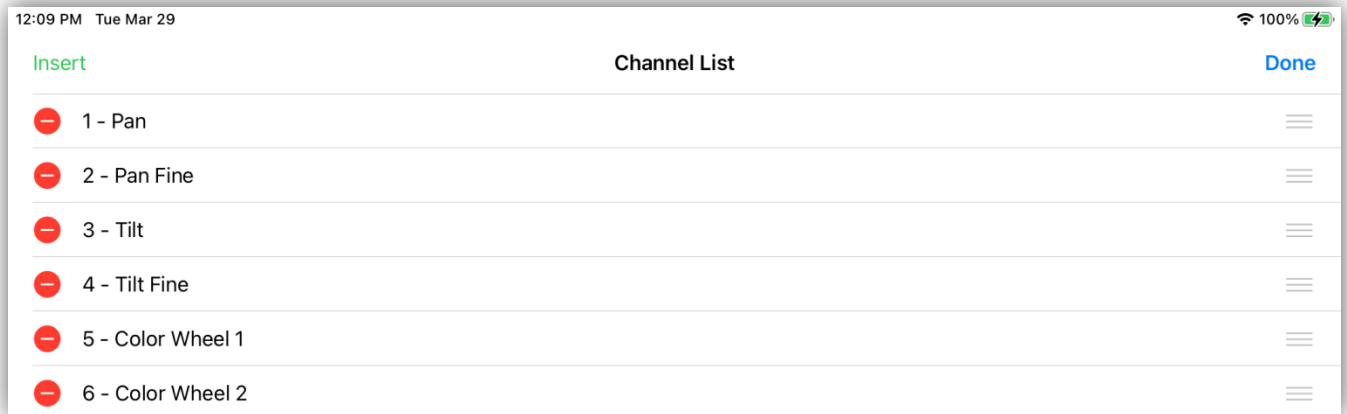 12:09 PM Tue Mar 29 100%
Insert Channel List Done
1 - Pan
2 - Pan Fine
3 - Tilt
4 - Tilt Fine
5 - Color Wheel 1
6 - Color Wheel 2